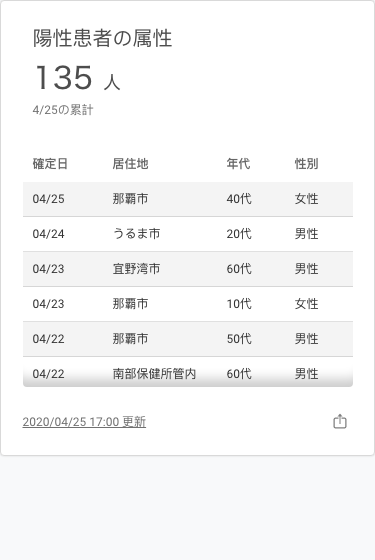 陽性患者の属性
135 人
4/25の累計
確定日 居住地 年代 性別
04/25 那覇市 40代 女性
04/24 うるま市 20代 男性
04/23 宜野湾市 60代 男性
04/23 那覇市 10代 女性
04/22 那覇市 50代 男性
04/22 南部保健所管内 60代 男性
2020/04/25 17:00 更新